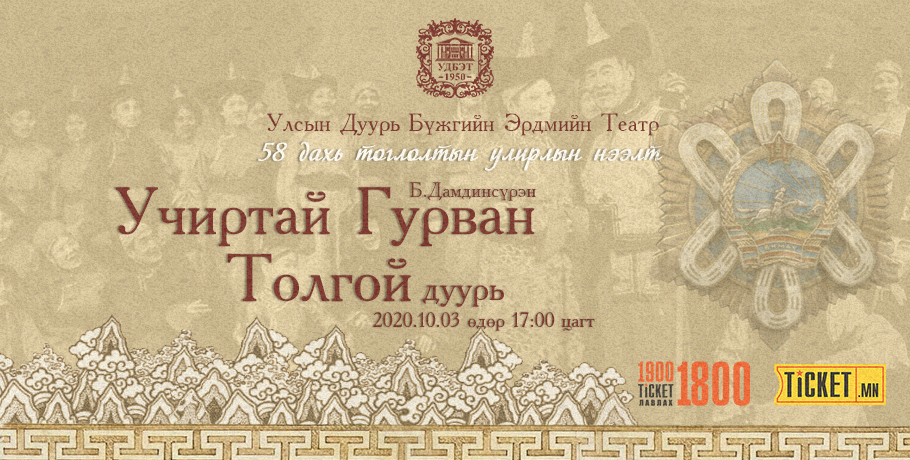 УДБЭТ
1950
Улсын Дуурь Бүжгийн Эрдмийн Театр
58 дахь тоглолтын улирлын нээлт
Б.Дамдинсүрэн
Учиртай Гурван
Толгой дуурь
2020.10.03 өдөр 17:00 цагт
1900 1800
TiCKET
ЛАВЛАХ
TiCKET.MN